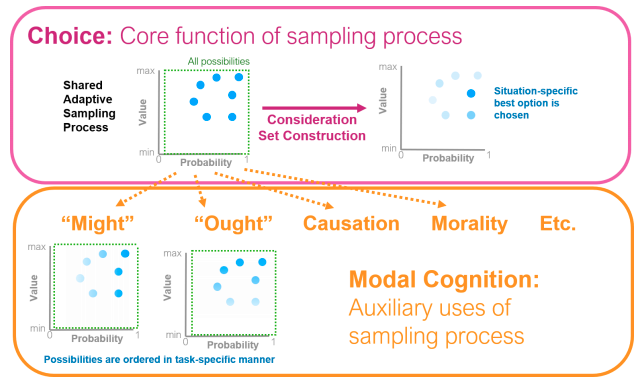 Choice: Core function of sampling process
All possibilities
Shared
Adaptive
Sampling
Process
max
Value
min
0
Probability
1
Consideration
Set Construction
max
Value
min
0
Probability
1
Situation-specific
best option is
chosen
“Might”
“Ought”
Causation
Morality
Etc.
max
Value
min
0
Probability
1
max
Value
min
0
Probability
1
Modal Cognition:
Auxiliary uses of
sampling process
Possibilities are ordered in task-specific manner